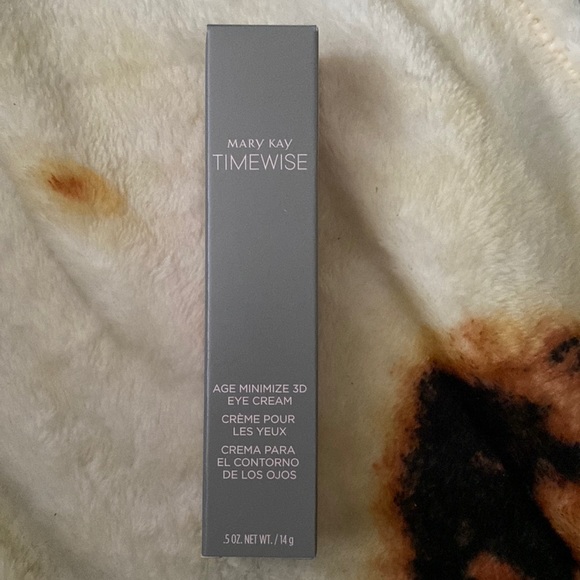 MARY KAY
TIMEWISE
AGE MINIMIZE 3D
EYE CREAM
CRÈME POUR
LES YEUX
CREMA PARA
EL CONTORNO
DE LOS OJOS
.5 OZ. NET WT. / 14 g